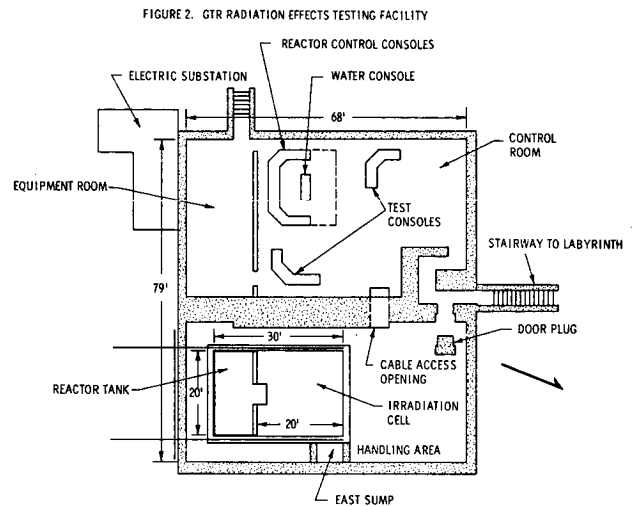 FIGURE 2. GTR RADIATION EFFECTS TESTING FACILITY
REACTOR CONTROL CONSOLES
ELECTRIC SUBSTATION
WATER CONSOLE
68'
CONTROL
ROOM
EQUIPMENT ROOM
TEST
CONSOLES
STAIRWAY TO LABYRINTH
79'
30'
DOOR PLUG
CABLE ACCESS
OPENING
REACTOR TANK
20'
IRRADIATION
CELL
20'
HANDLING AREA
EAST SUMP